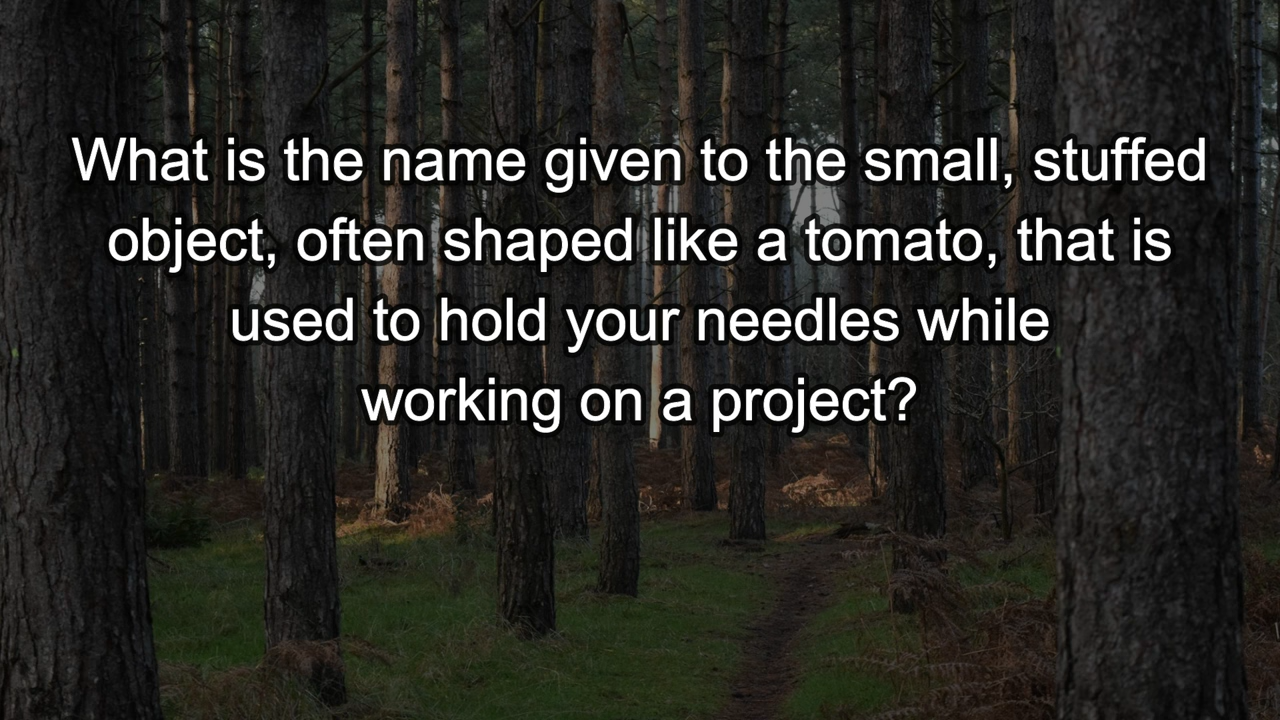 What is the name given to the small, stuffed
object, often shaped like a tomato, that is
used to hold your needles while
working on a project?